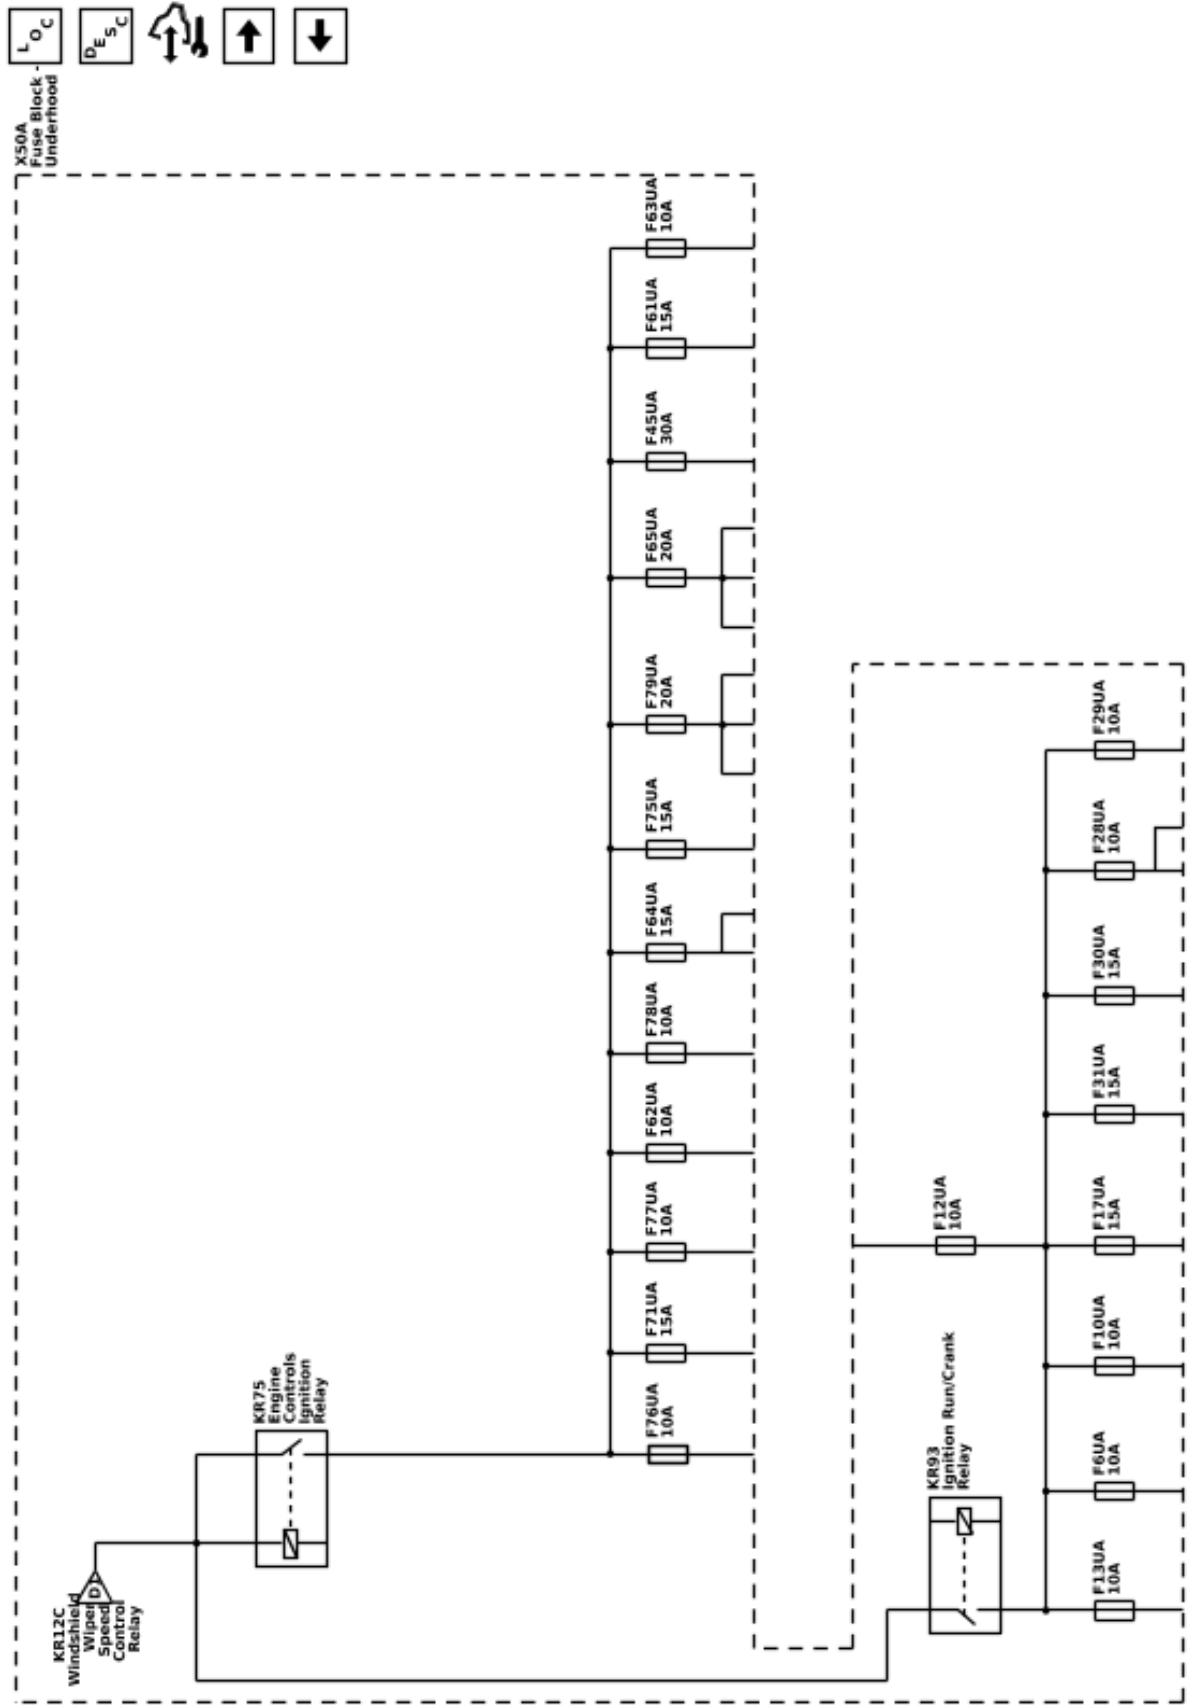 LOC
DESC
X50A
Fuse Block -
Underhood
F63UA
10A
F61UA
15A
F45UA
30A
F65UA
20A
F79UA
20A
F75UA
15A
F64UA
15A
F78UA
10A
F62UA
10A
F77UA
10A
F71UA
15A
F76UA
10A
KR75
Engine
Controls
Ignition
Relay
D
KR12C
Windshield
Wiper
Speed
Control
Relay
F29UA
10A
F28UA
10A
F30UA
15A
F31UA
15A
F12UA
10A
F17UA
15A
F10UA
10A
F6UA
10A
F13UA
10A
KR93
Ignition Run/Crank
Relay